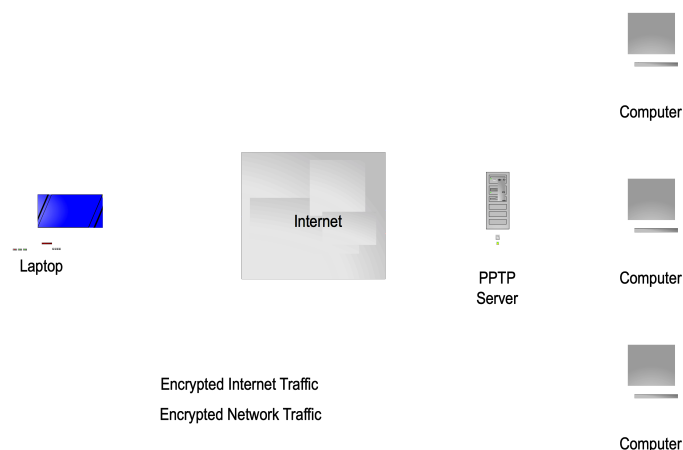 Computer
Internet
Laptop
PPTP
Server
Computer
Encrypted Internet Traffic
Encrypted Network Traffic
Computer